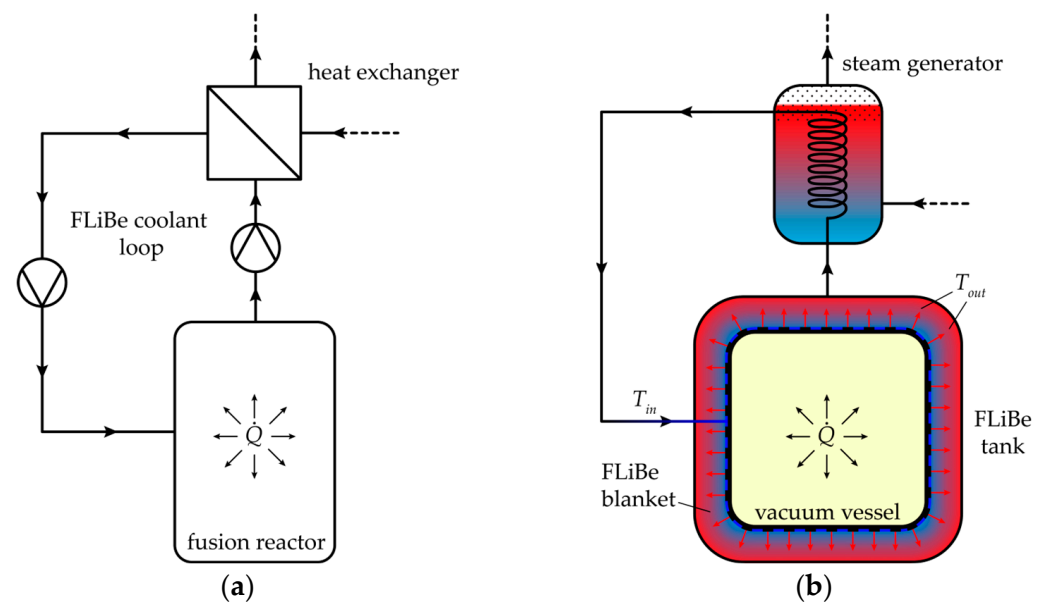 heat exchanger
FLiBe coolant
loop
Q̇
fusion reactor
(a)
steam generator
T_out
T_in
FLiBe
tank
Q̇
FLiBe
blanket
vacuum vessel
(b)